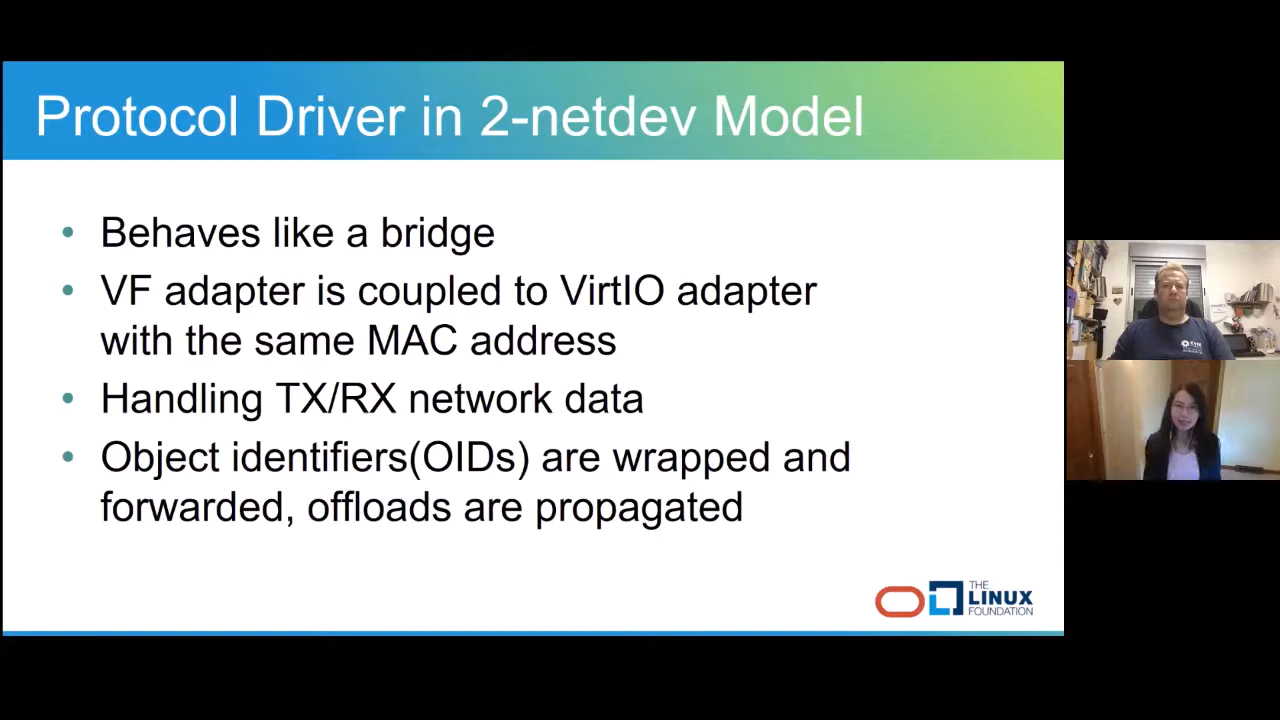 Protocol Driver in 2-netdev Model
• Behaves like a bridge
• VF adapter is coupled to VirtIO adapter
with the same MAC address
• Handling TX/RX network data
• Object identifiers(OIDs) are wrapped and
forwarded, offloads are propagated
THE
LINUX
FOUNDATION